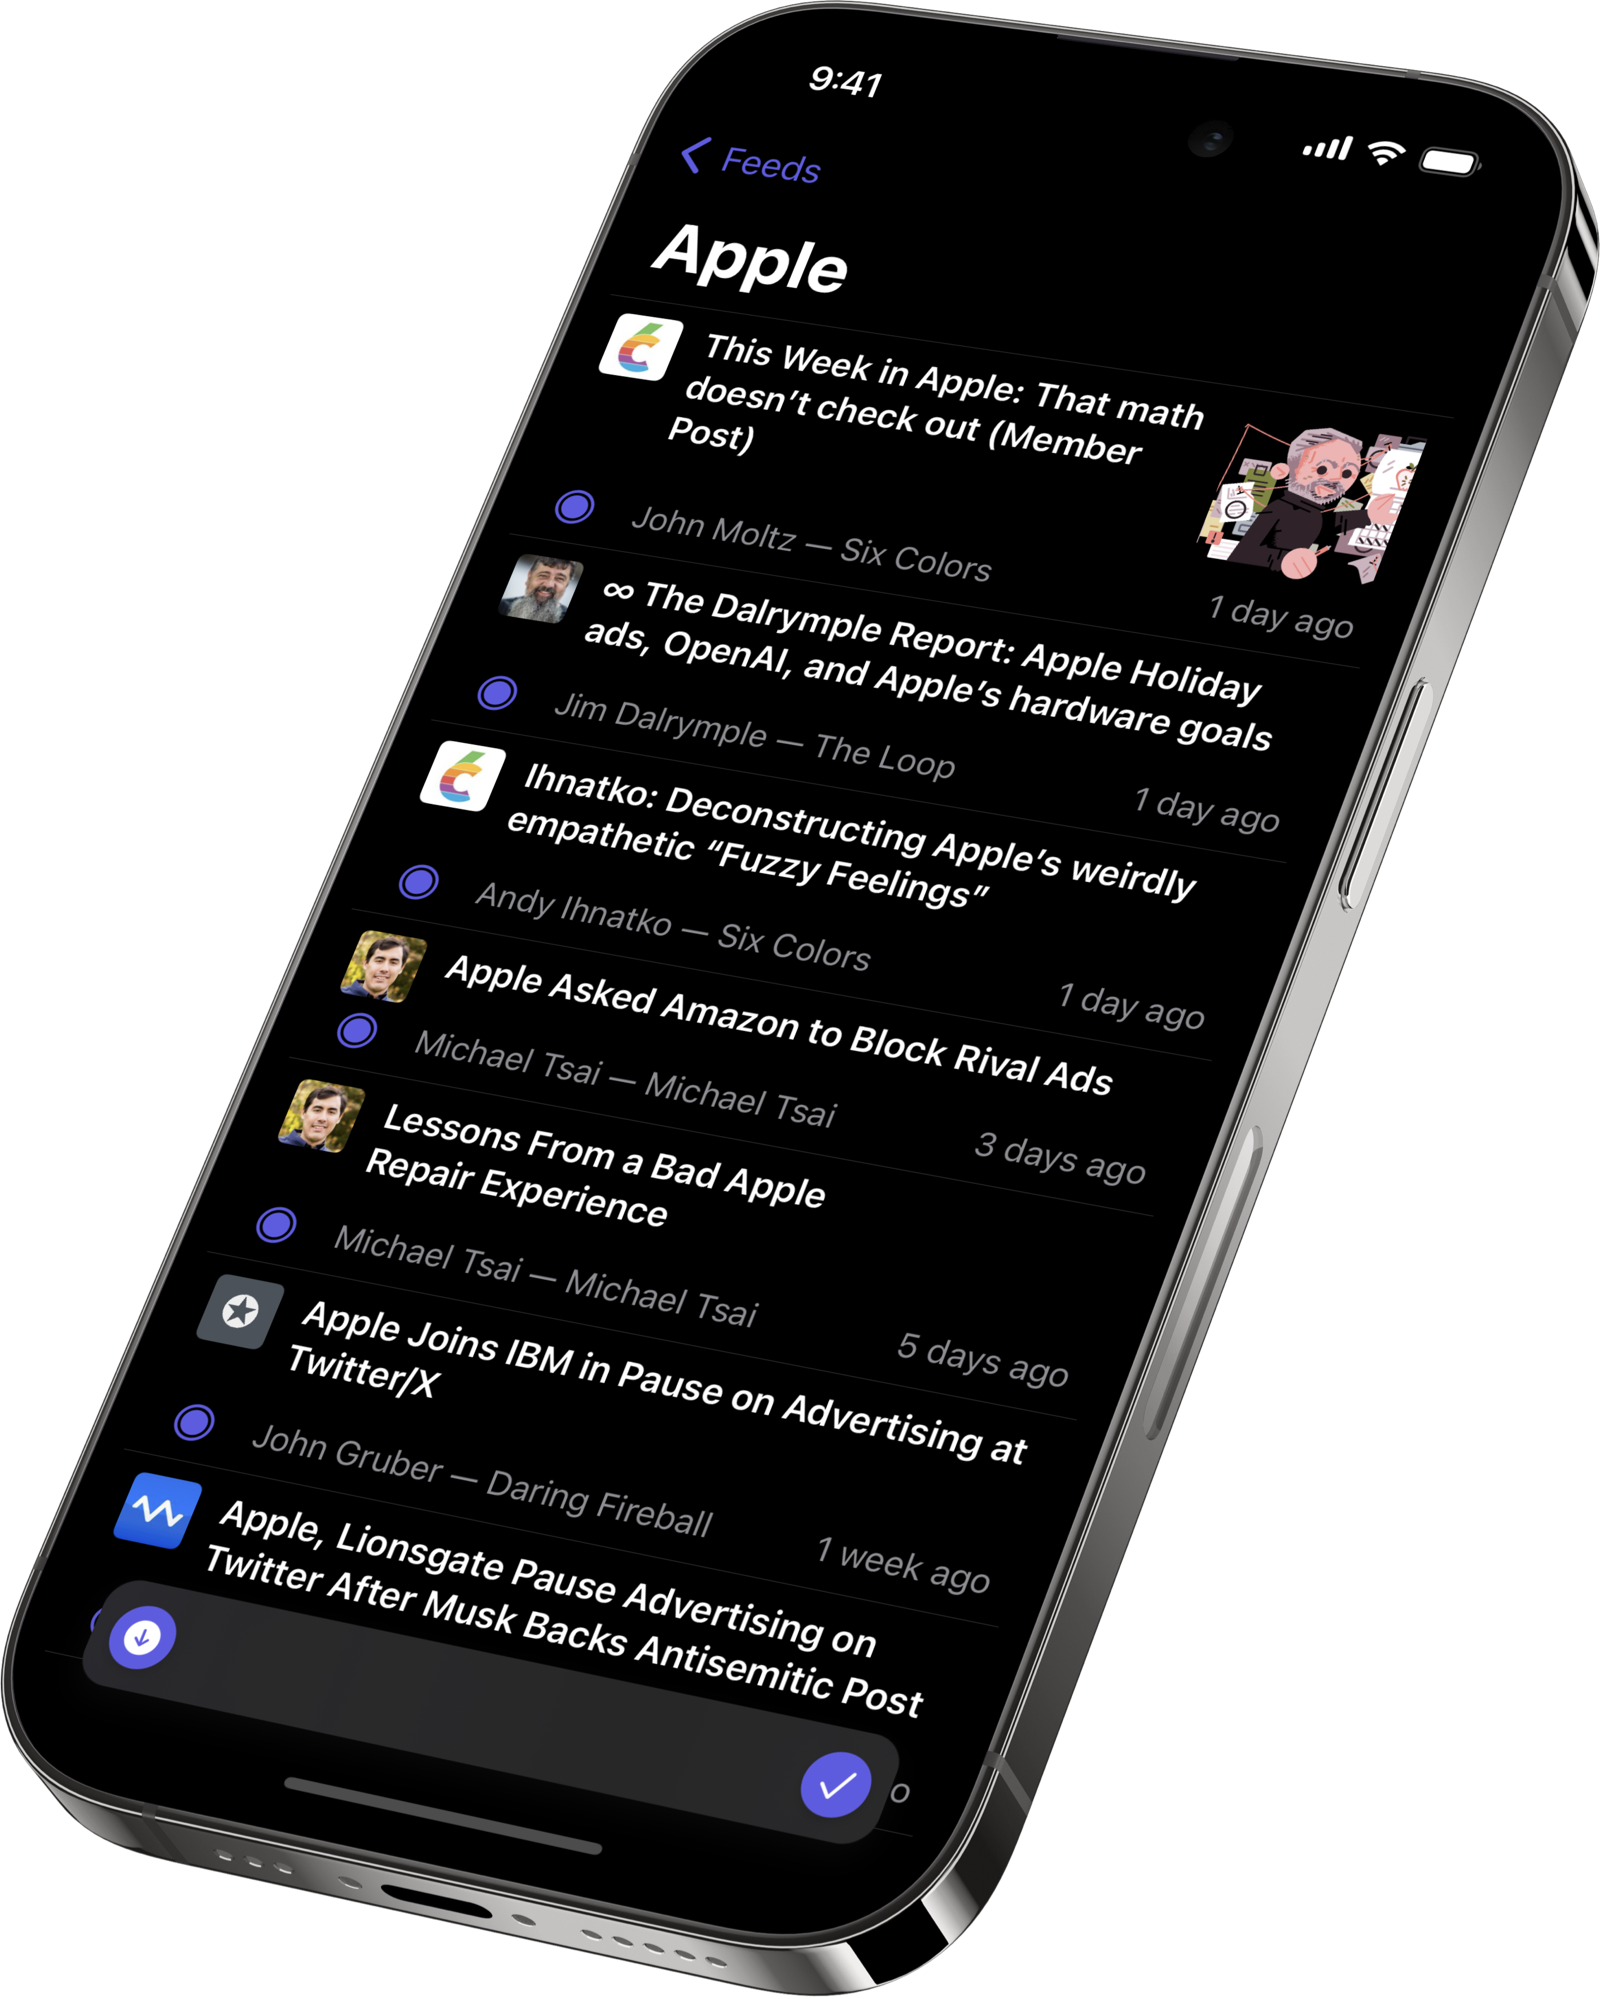 9:41
Feeds
Apple
This Week in Apple: That math
doesn’t check out (Member
Post)
John Moltz — Six Colors
1 day ago
∞ The Dalrymple Report: Apple Holiday
ads, OpenAI, and Apple’s hardware goals
Jim Dalrymple — The Loop
1 day ago
Ihnatko: Deconstructing Apple’s weirdly
empathetic “Fuzzy Feelings”
Andy Ihnatko — Six Colors
1 day ago
Apple Asked Amazon to Block Rival Ads
Michael Tsai — Michael Tsai
3 days ago
Lessons From a Bad Apple
Repair Experience
Michael Tsai — Michael Tsai
5 days ago
Apple Joins IBM in Pause on Advertising at
Twitter/X
John Gruber — Daring Fireball
1 week ago
Apple, Lionsgate Pause Advertising on
Twitter After Musk Backs Antisemitic Post